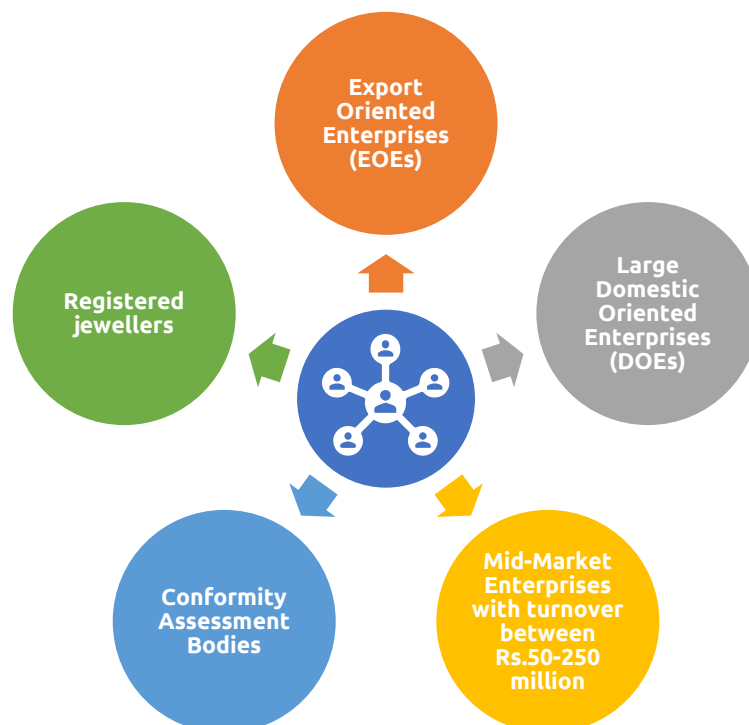 Export
Oriented
Enterprises
(EOEs)
Large
Domestic
Oriented
Enterprises
(DOEs)
Mid-Market
Enterprises
with turnover
between
Rs.50-250
million
Conformity
Assessment
Bodies
Registered
jewellers